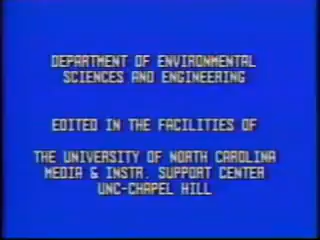 DEPARTMENT OF ENVIRONMENTAL
SCIENCES AND ENGINEERING
EDITED IN THE FACILITIES OF
THE UNIVERSITY OF NORTH CAROLINA
MEDIA & INSTR. SUPPORT CENTER
UNC-CHAPEL HILL